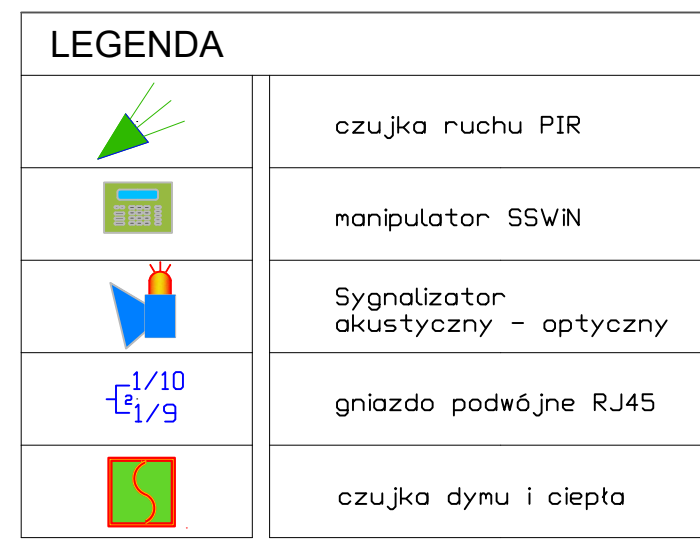 LEGENDA
czujka ruchu PIR
manipulator SSWiN
Sygnalizator
akustyczny - optyczny
1/10
2
1/9
gniazdo podwójne RJ45
czujka dymu i ciepła